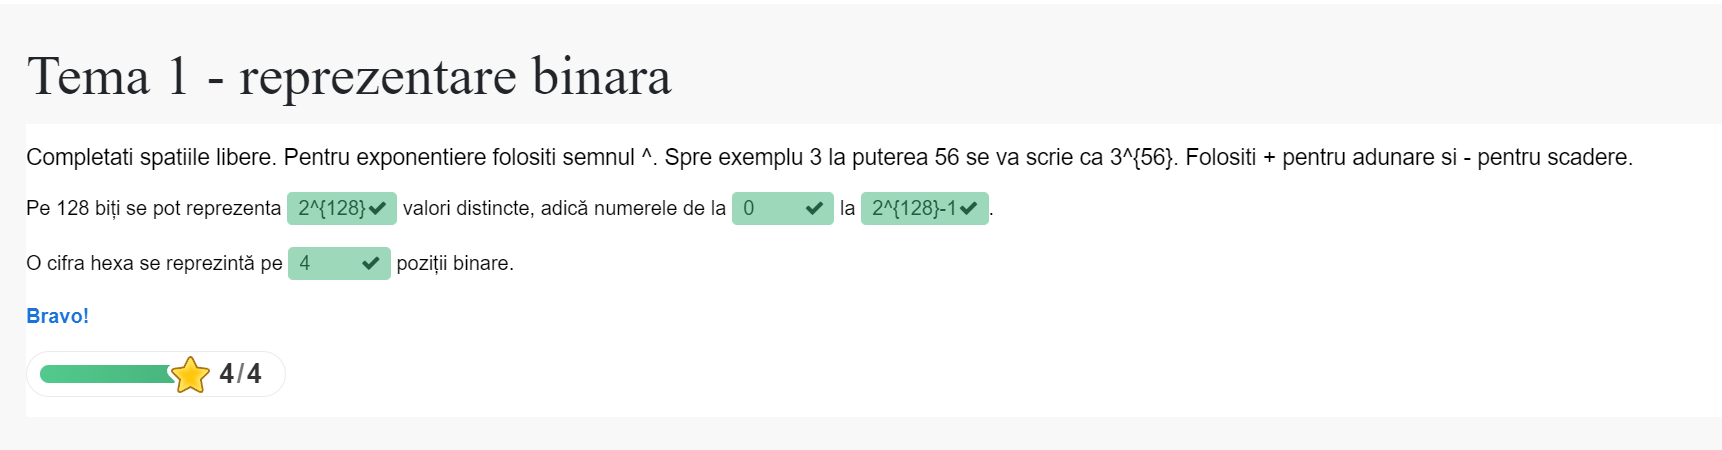 Tema 1 - reprezentare binara
Completati spatiile libere. Pentru exponentiere folositi semnul ^. Spre exemplu 3 la puterea 56 se va scrie ca 3^{56}. Folositi + pentru adunare si - pentru scadere.
Pe 128 biți se pot reprezenta 2^{128} valori distincte, adică numerele de la 0 la 2^{128}-1.
O cifra hexa se reprezintă pe 4 poziții binare.
Bravo!
4/4